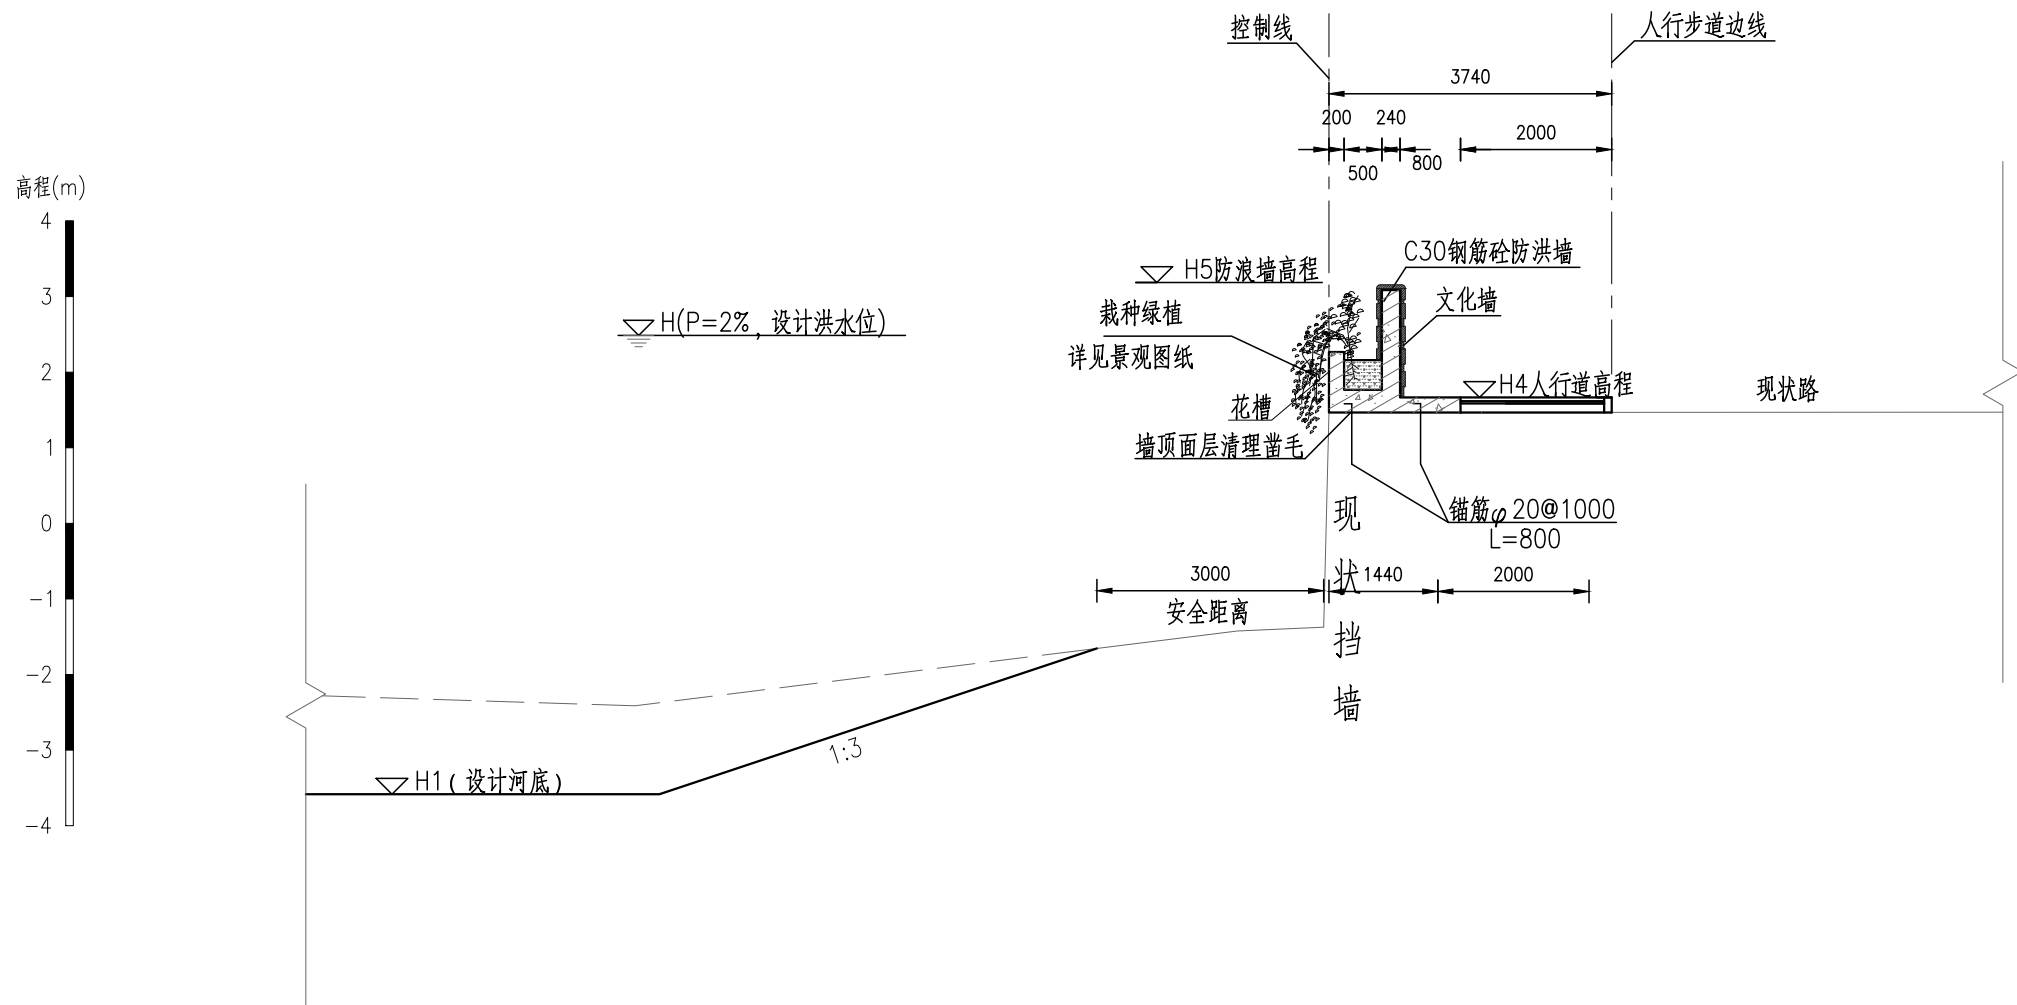 控制线
人行步道边线
3740
200
240
2000
500
800
高程(m)
4
3
2
1
0
-1
-2
-3
-4
C30钢筋砼防洪墙
H5防浪墙高程
文化墙
栽种绿植
详见景观图纸
H(P=2%, 设计洪水位)
H4人行道高程
现状路
花槽
墙顶面层清理凿毛
锚筋φ20@1000
L=800
现状挡墙
3000
1440
2000
安全距离
1:3
H1(设计河底)